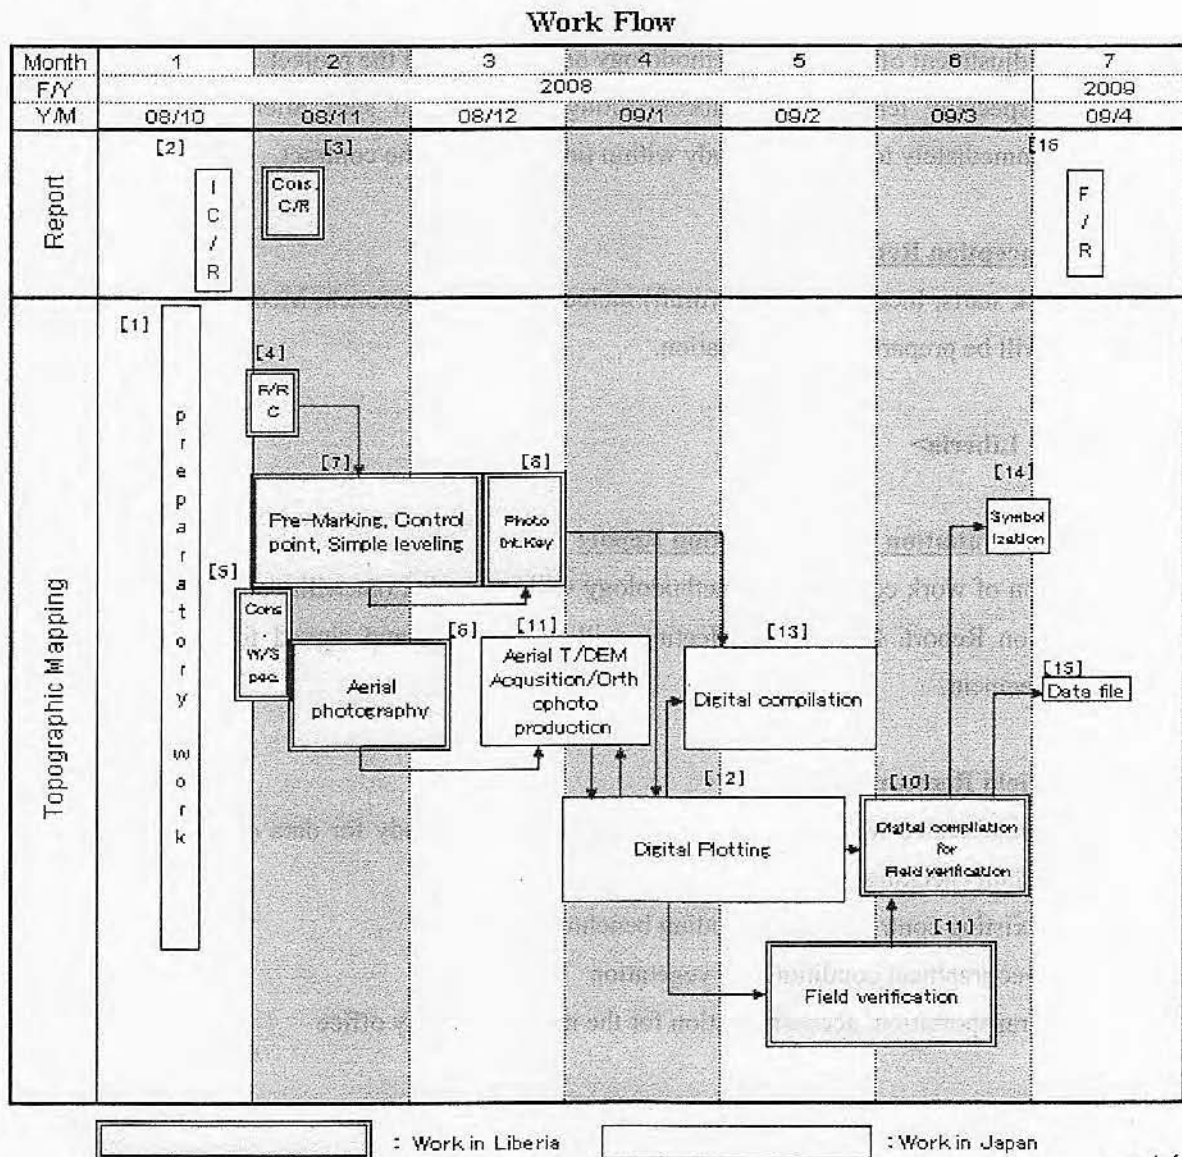 Work Flow
Month 1 2 3 4 5 6 7
F/Y 2008 2009
Y/M 08/10 08/11 08/12 09/1 09/2 09/3 09/4
Report
[2]
I
C
/
R
[3]
Cons.
C/R
[16
F
/
R
Topographic Mapping
[1]
p
r
e
p
a
r
a
t
o
r
y
w
o
r
k
[4]
R/R
C
[7]
Pre-Marking, Control
point, Simple leveling
[8]
Photo
Int.Key
[14]
Symbol
ization
[5]
Cons
W/S
pec.
[6]
Aerial
photography
[11]
Aerial T/DEM
Acqusition/Orth
ophoto
production
[13]
Digital compilation
[15]
Data file
[12]
Digital Plotting
[10]
Digital compilation
for
Field verification
[11]
Field verification
: Work in Liberia
: Work in Japan